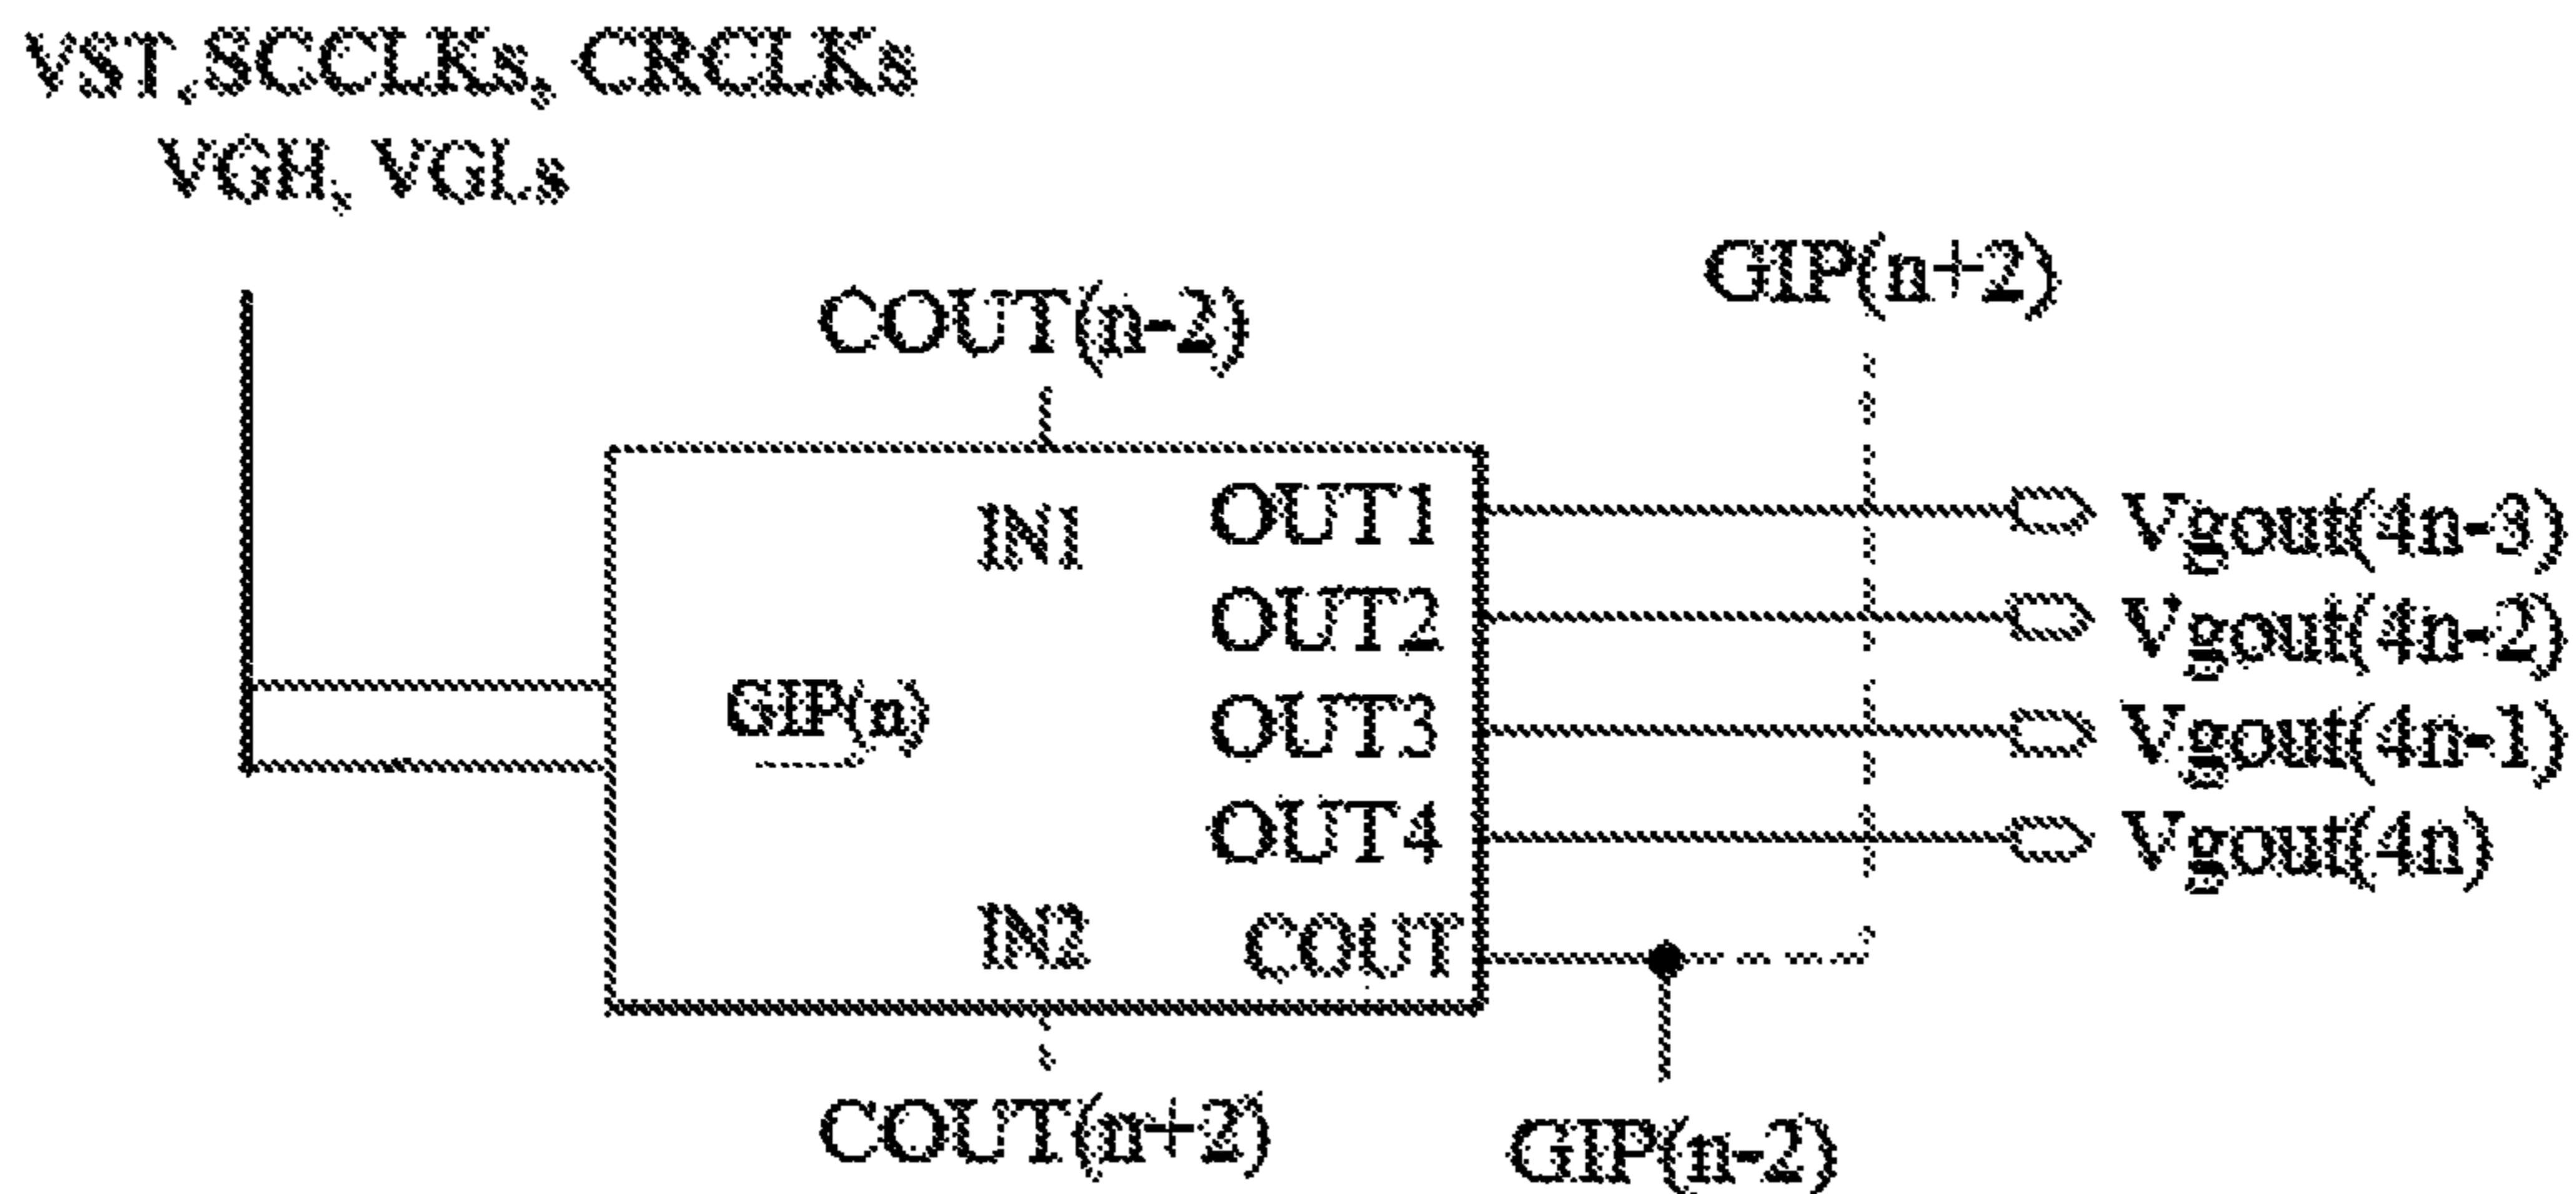 VST, SCCLKs, CRCLKs
VGH, VGLs
COUT(n-2)
GIP(n+2)
IN1
OUT1
Vgout(4n-3)
OUT2
Vgout(4n-2)
GIP(n)
OUT3
Vgout(4n-1)
OUT4
Vgout(4n)
IN2
COUT
COUT(n+2)
GIP(n-2)